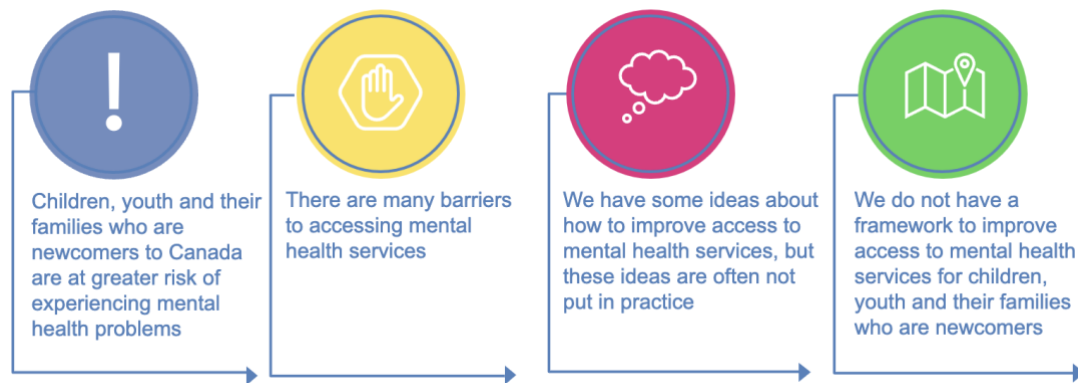 Children, youth and their
families who are
newcomers to Canada
are at greater risk of
experiencing mental
health problems
There are many barriers
to accessing mental
health services
We have some ideas about
how to improve access to
mental health services, but
these ideas are often not
put in practice
We do not have a
framework to improve
access to mental health
services for children,
youth and their families
who are newcomers